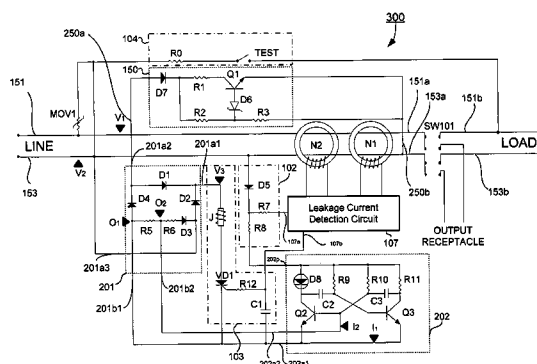 300
104
R0
TEST
250a
150
Q1
D7
R1
D6
R2
R3
151
MOV1
V1
151a
153a
151b
SW101
LINE
N2
N1
LOAD
153
V2
201a2
201a1
250b
153b
D1
V3
102
D5
D4
D2
J
R7
107a
Leakage Current
Detection Circuit
O1
O2
R5
R6
D3
R8
107b
107
OUTPUT
RECEPTACLE
201a3
201
201b2
VD1
R12
202p
D8
R9
R10
R11
201b1
C1
C2
C3
Q2
Q3
I2
I1
202
103
202a2
202a1